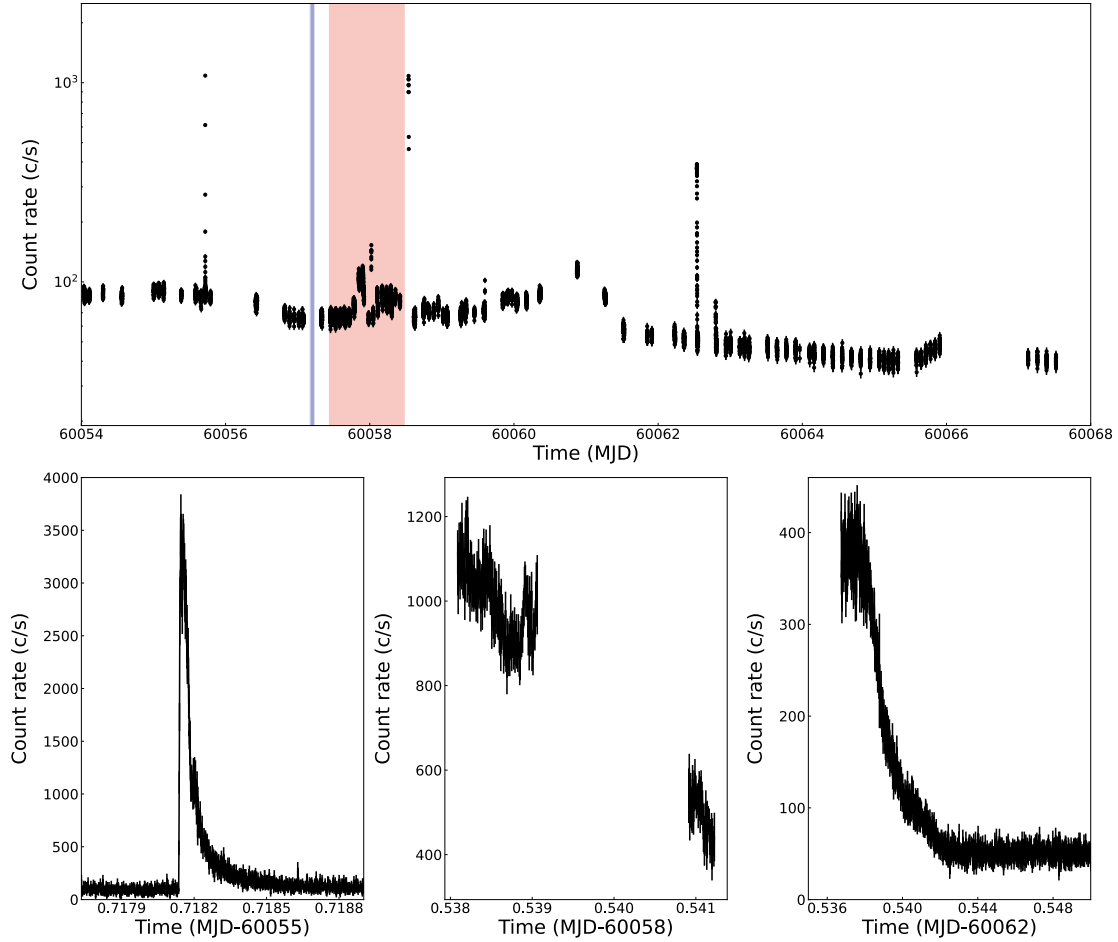 Count rate (c/s)
10³
10²
60054 60056 60058 60060 60062 60064 60066 60068
Time (MJD)
Count rate (c/s)
4000
3500
3000
2500
2000
1500
1000
500
0
0.7179 0.7182 0.7185 0.7188
Time (MJD-60055)
Count rate (c/s)
1200
1000
800
600
400
0.538 0.539 0.540 0.541
Time (MJD-60058)
Count rate (c/s)
400
300
200
100
0
0.536 0.540 0.544 0.548
Time (MJD-60062)